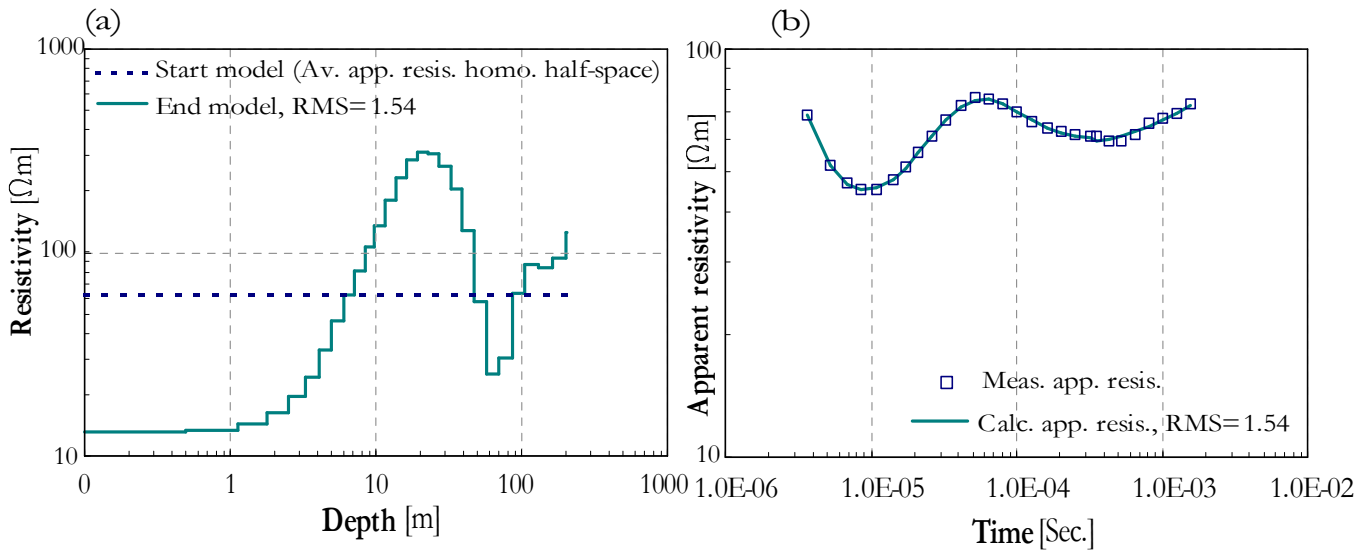 (a)
1000
Start model (Av. app. resis. homo. half-space)
End model, RMS=1.54
Resistivity [Ωm]
100
10
0 1 10 100 1000
Depth [m]
(b)
100
Apparent resistivity [Ωm]
Meas. app. resis.
Calc. app. resis., RMS=1.54
10
1.0E-06 1.0E-05 1.0E-04 1.0E-03 1.0E-02
Time [Sec.]